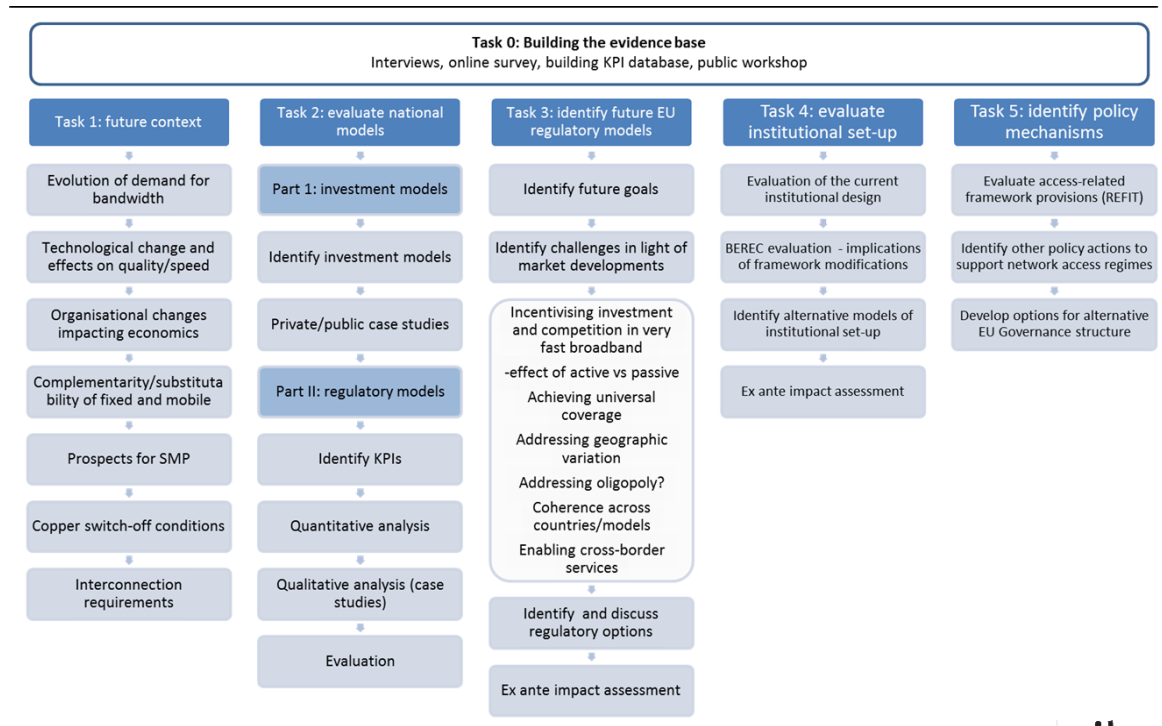 Task 0: Building the evidence base
Interviews, online survey, building KPI database, public workshop
Task 1: future context
Evolution of demand for
bandwidth
Technological change and
effects on quality/speed
Organisational changes
impacting economics
Complementarity/substituta
bility of fixed and mobile
Prospects for SMP
Copper switch-off conditions
Interconnection
requirements
Task 2: evaluate national
models
Part 1: investment models
Identify investment models
Private/public case studies
Part II: regulatory models
Identify KPIs
Quantitative analysis
Qualitative analysis (case
studies)
Evaluation
Task 3: identify future EU
regulatory models
Identify future goals
Identify challenges in light of
market developments
Incentivising investment
and competition in very
fast broadband
-effect of active vs passive
Achieving universal
coverage
Addressing geographic
variation
Addressing oligopoly?
Coherence across
countries/models
Enabling cross-border
services
Identify and discuss
regulatory options
Ex ante impact assessment
Task 4: evaluate
institutional set-up
Evaluation of the current
institutional design
BEREC evaluation - implications
of framework modifications
Identify alternative models of
institutional set-up
Ex ante impact assessment
Task 5: identify policy
mechanisms
Evaluate access-related
framework provisions (REFIT)
Identify other policy actions to
support network access regimes
Develop options for alternative
EU Governance structure